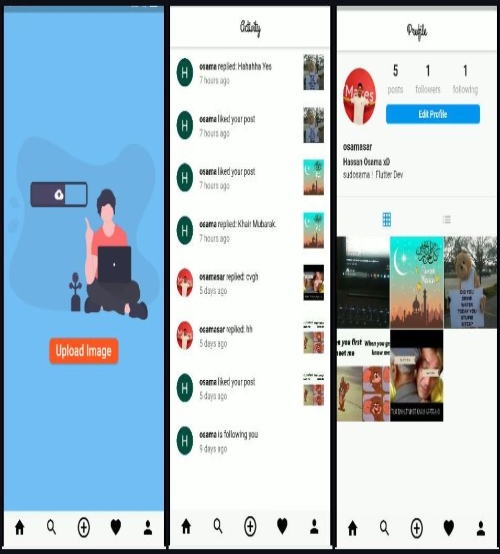 Upload Image
Activity
osama replied: Hahahha Yes
7 hours ago
osama liked your post
7 hours ago
osama liked your post
7 hours ago
osama replied: Khair Mubarak.
7 hours ago
osamasar replied: cvgh
5 days ago
osamasar replied: hh
5 days ago
osama liked your post
5 days ago
osama is following you
9 days ago
H
H
H
H
H
H
Profile
5
1
1
posts
followers
following
Edit Profile
osamasar
Hassan Osama xD
sudosama | Flutter Dev
DID YOU
DRINK
WATER
TODAY YOU
STUPID
BITCH?
you first
meet me
When you get
know me